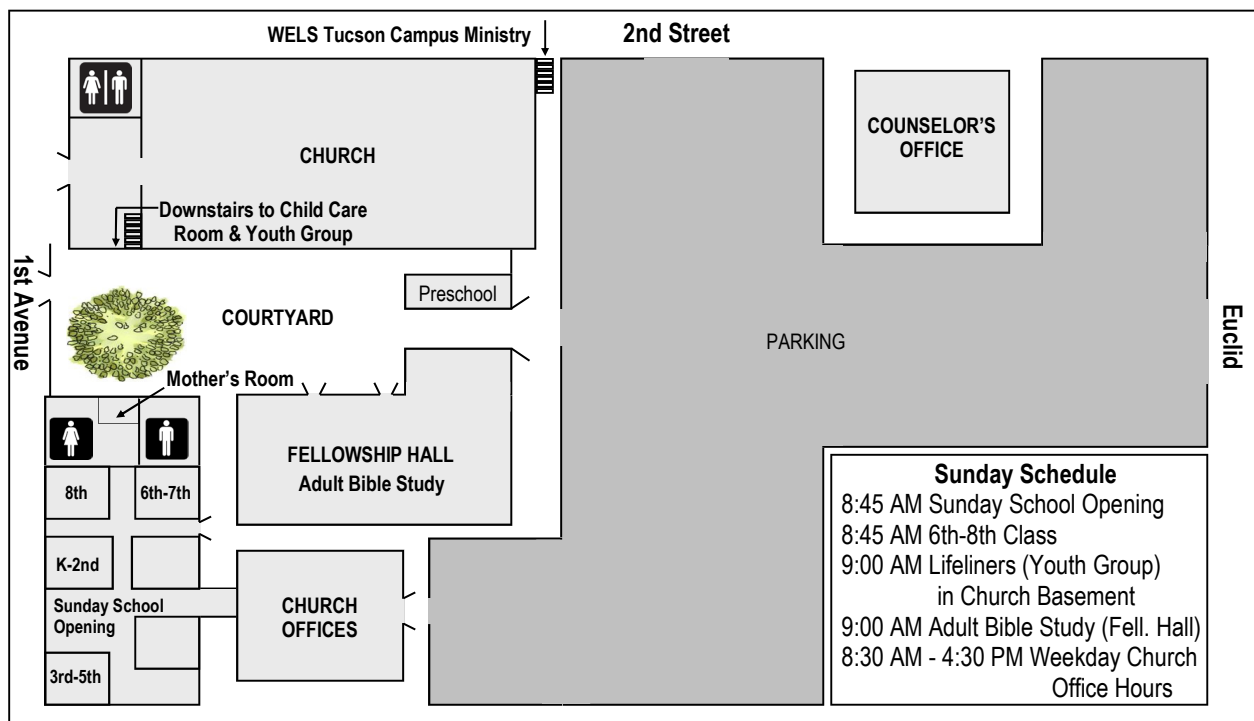 WELS Tucson Campus Ministry
2nd Street
COUNSELOR'S
OFFICE
CHURCH
Downstairs to Child Care
Room & Youth Group
1st Avenue
Preschool
COURTYARD
PARKING
Euclid
Mother's Room
FELLOWSHIP HALL
Adult Bible Study
8th
6th-7th
K-2nd
Sunday School
Opening
3rd-5th
CHURCH
OFFICES
Sunday Schedule
8:45 AM Sunday School Opening
8:45 AM 6th-8th Class
9:00 AM Lifeliners (Youth Group)
in Church Basement
9:00 AM Adult Bible Study (Fell. Hall)
8:30 AM - 4:30 PM Weekday Church
Office Hours